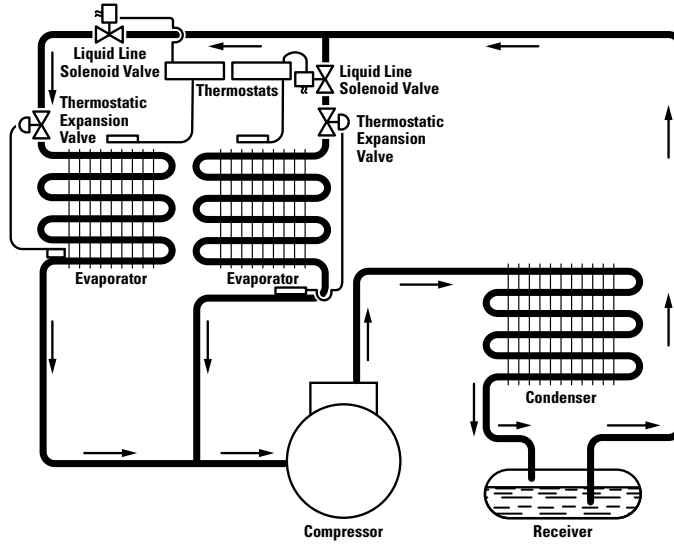 Liquid Line
Solenoid Valve
Thermostats
Liquid Line
Solenoid Valve
Thermostatic
Expansion
Valve
Thermostatic
Expansion
Valve
Evaporator
Evaporator
Condenser
Compressor
Receiver